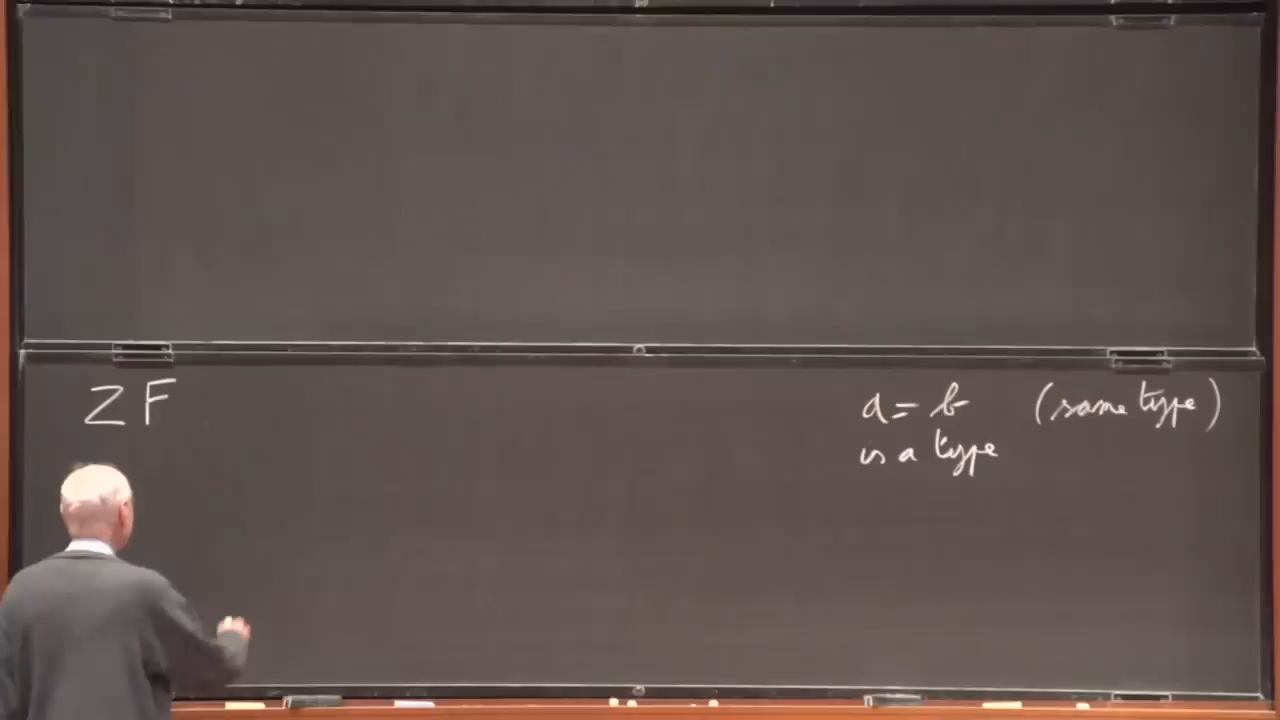 ZF
a = b (same type)
is a type